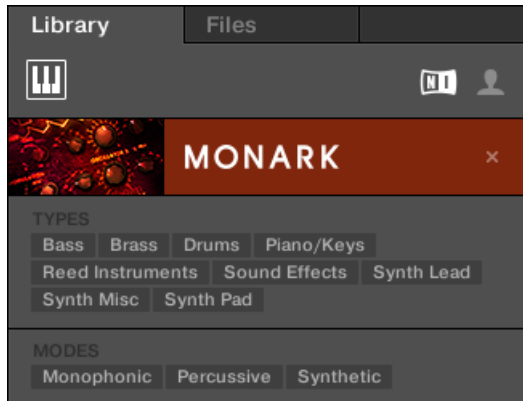 Library Files
NI
MONARK ×
TYPES
Bass Brass Drums Piano/Keys
Reed Instruments Sound Effects Synth Lead
Synth Misc Synth Pad
MODES
Monophonic Percussive Synthetic